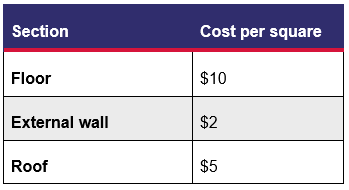 Section Cost per square
Floor $10
External wall $2
Roof $5